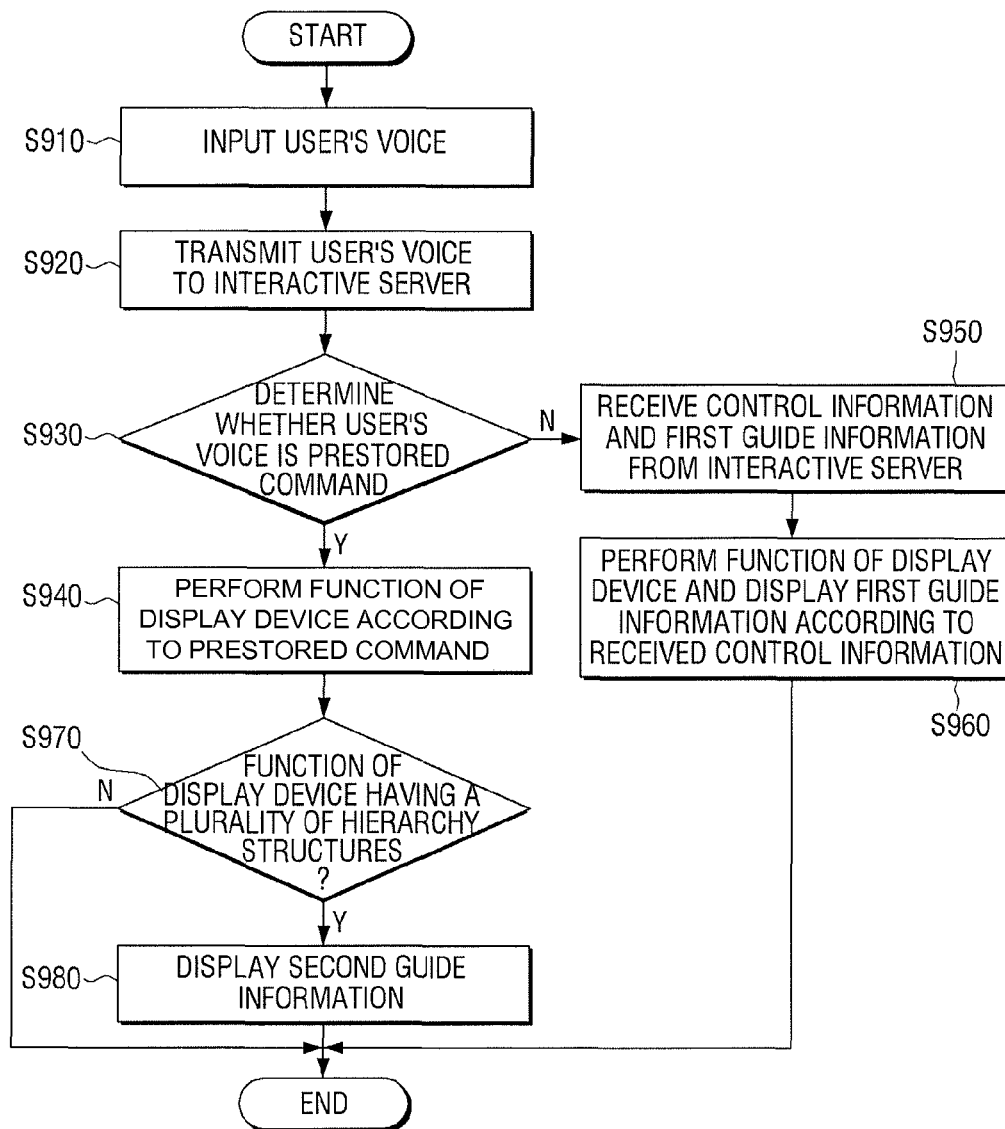 START
S910
INPUT USER'S VOICE
S920
TRANSMIT USER'S VOICE
TO INTERACTIVE SERVER
S930
DETERMINE
WHETHER USER'S
VOICE IS PRESTORED
COMMAND
N
S950
RECEIVE CONTROL INFORMATION
AND FIRST GUIDE INFORMATION
FROM INTERACTIVE SERVER
Y
S940
PERFORM FUNCTION OF
DISPLAY DEVICE ACCORDING
TO PRESTORED COMMAND
PERFORM FUNCTION OF DISPLAY
DEVICE AND DISPLAY FIRST GUIDE
INFORMATION ACCORDING TO
RECEIVED CONTROL INFORMATION
S960
S970
N
FUNCTION OF
DISPLAY DEVICE HAVING A
PLURALITY OF HIERARCHY
STRUCTURES
?
Y
S980
DISPLAY SECOND GUIDE
INFORMATION
END